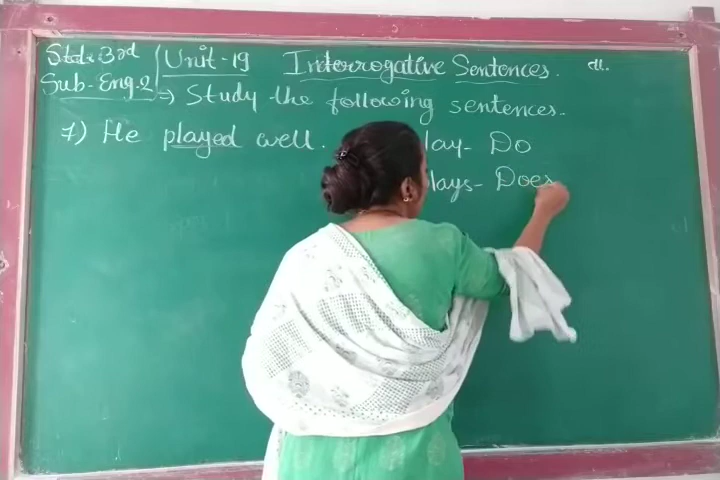 Std:- 3rd
Sub- Eng.2
Unit-19 Interrogative Sentences.
→ Study the following sentences.
7) He played well. lay- Do
lays- Does